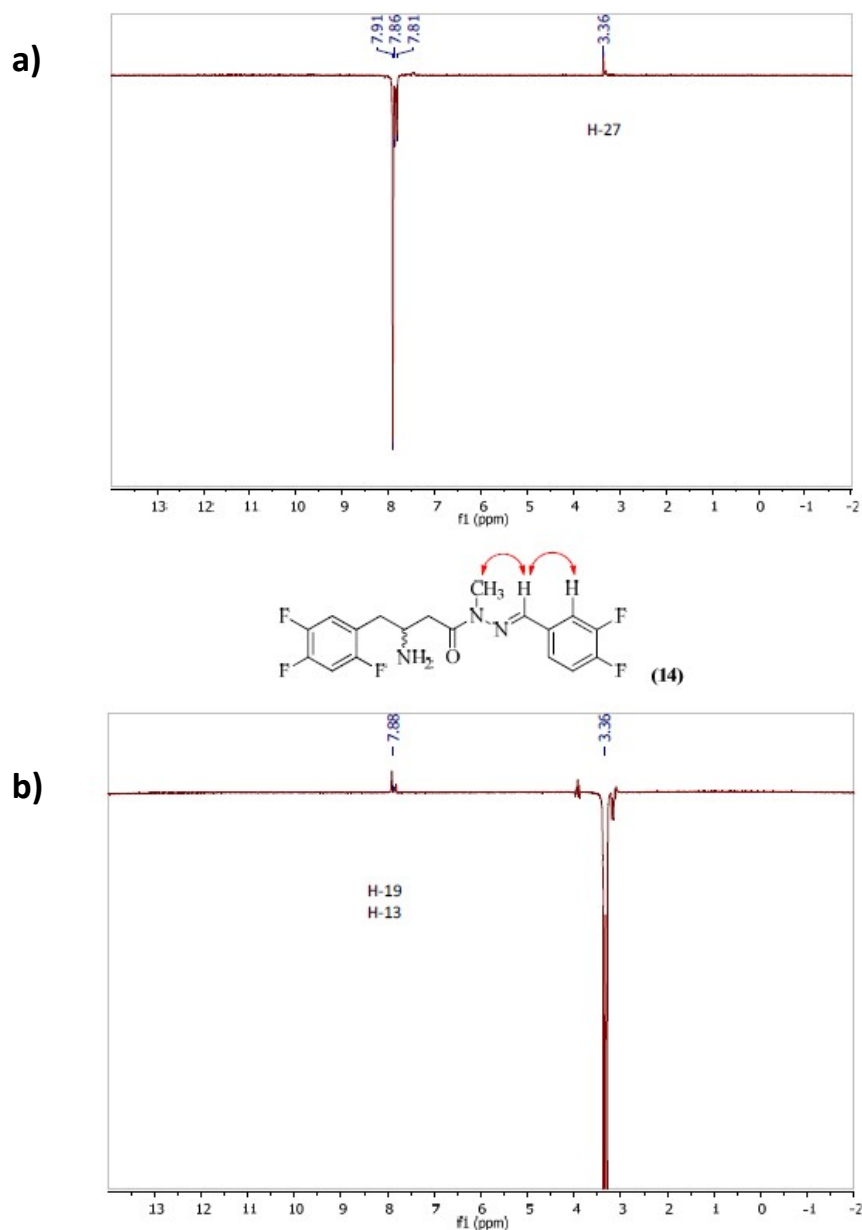 a)
7.91
7.86
7.81
3.36
H-27
13 12 11 10 9 8 7 6 5 4 3 2 1 0 -1 -2
f1 (ppm)
CH₃ H H
F F
N N
F NH₂ F O F
(14)
b)
7.88
3.36
H-19
H-13
13 12 11 10 9 8 7 6 5 4 3 2 1 0 -1 -2
f1 (ppm)